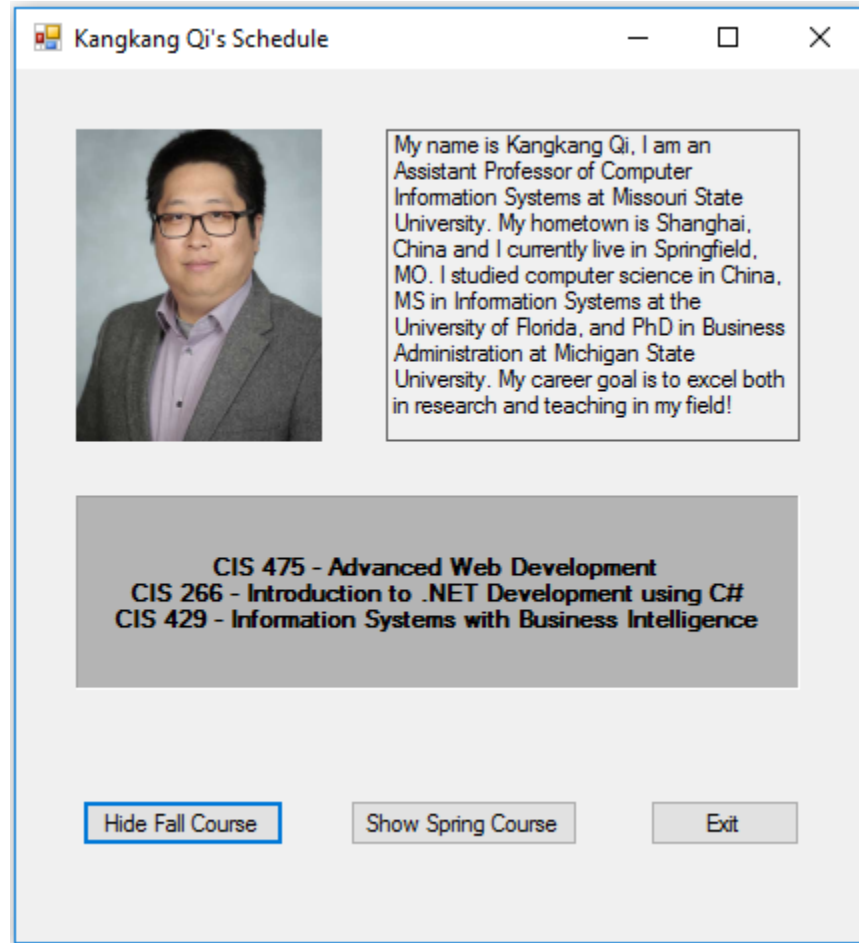 Kangkang Qi's Schedule
My name is Kangkang Qi, I am an
Assistant Professor of Computer
Information Systems at Missouri State
University. My hometown is Shanghai,
China and I currently live in Springfield,
MO. I studied computer science in China,
MS in Information Systems at the
University of Florida, and PhD in Business
Administration at Michigan State
University. My career goal is to excel both
in research and teaching in my field!
CIS 475 - Advanced Web Development
CIS 266 - Introduction to .NET Development using C#
CIS 429 - Information Systems with Business Intelligence
Hide Fall Course
Show Spring Course
Exit